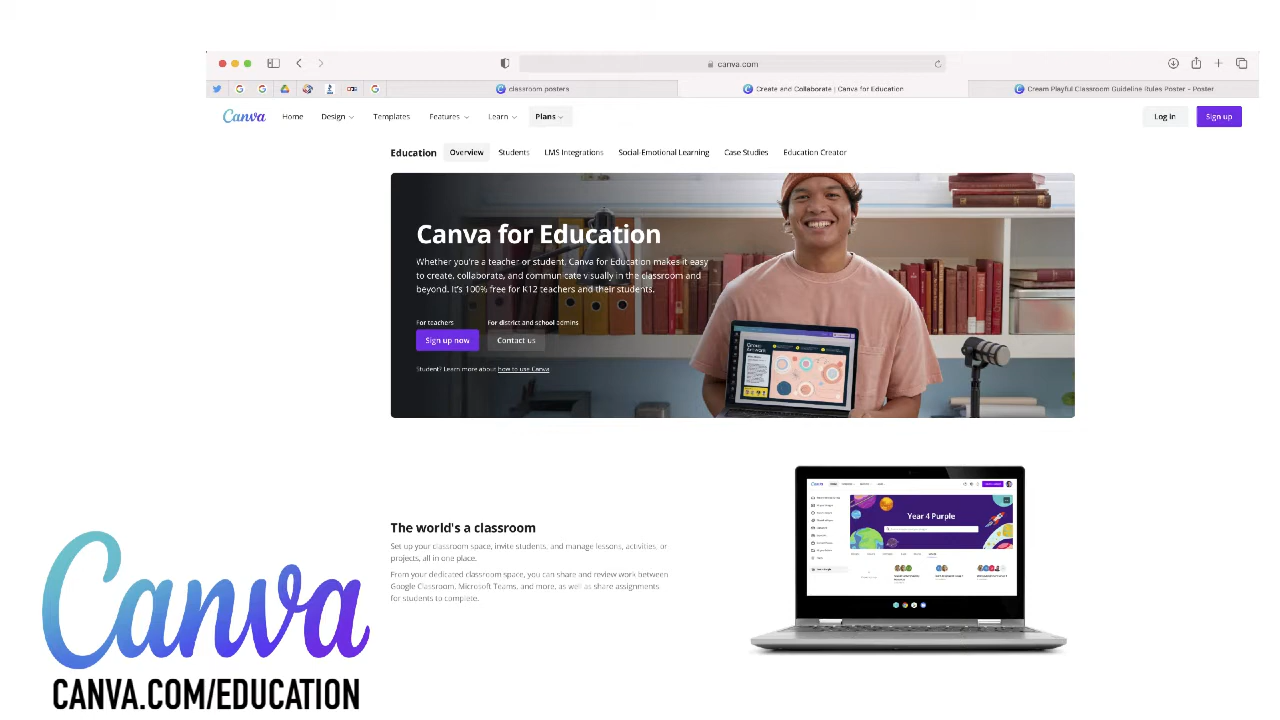 canva.com
classroom posters
Create and Collaborate | Canva for Education
Cream Playful Classroom Guideline Rules Poster - Poster
Canva
Home
Design
Templates
Features
Learn
Plans
Log in
Sign up
Education
Overview
Students
LMS Integrations
Social-Emotional Learning
Case Studies
Education Creator
Canva for Education
Whether you're a teacher or student, Canva for Education makes it easy
to create, collaborate, and communicate visually in the classroom and
beyond. It's 100% free for K12 teachers and their students.
For teachers
For district and school admins
Sign up now
Contact us
Student? Learn more about how to use Canva
The world's a classroom
Set up your classroom space, invite students, and manage lessons, activities, or
projects, all in one place.
From your dedicated classroom space, you can share and review work between
Google Classroom, Microsoft Teams, and more, as well as share assignments
for students to complete.
Year 4 Purple
Canva
CANVA.COM/EDUCATION